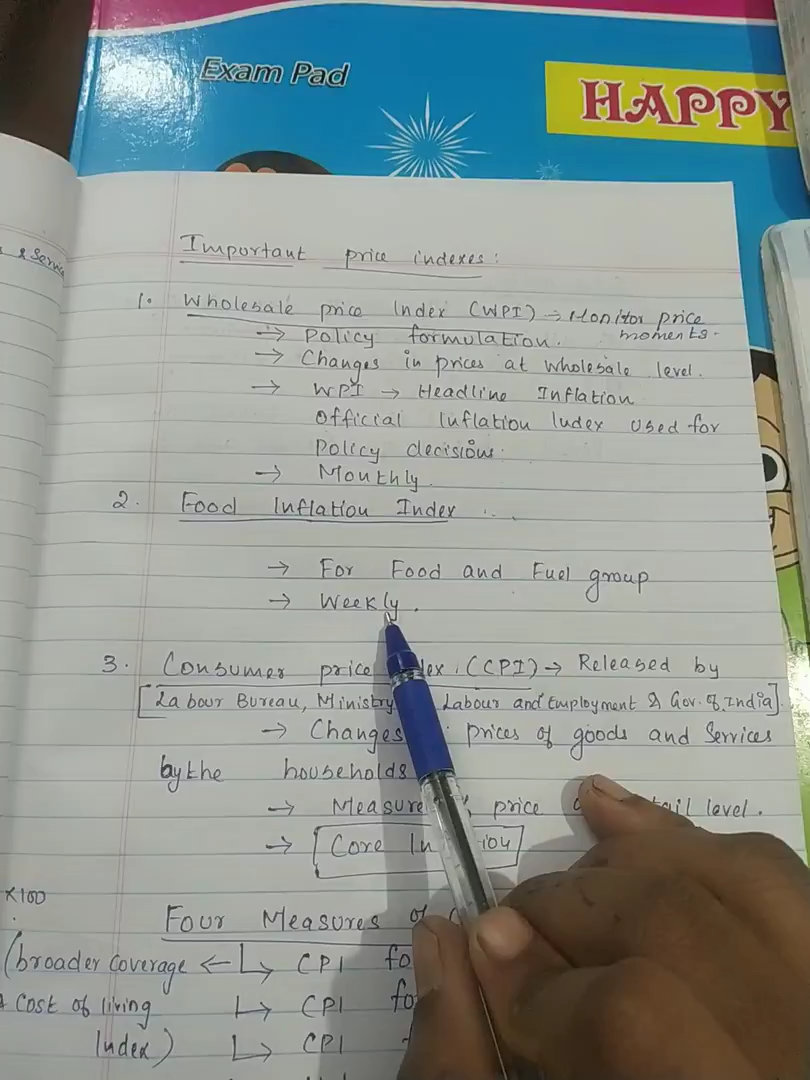 Exam Pad
HAPPY
& Servic
Important price indexes:
1. Wholesale price Index (WPI) → Monitor price
moments.
→ Policy formulation.
→ Changes in prices at wholesale level.
→ WPI → Headline Inflation
Official Inflation Index used for
Policy decisions.
→ Monthly.
2. Food Inflation Index
→ For Food and Fuel group
→ Weekly.
3. Consumer price (CPI) → Released by
[Labour Bureau, Ministry Labour and Employment & Gov. of. India].
→ Changes prices of goods and Services
by the households
→ Measure price level.
→ Core
×100
Four Measures of
(broader coverage ← CPI
Cost of living → CPI
Index) → CPI